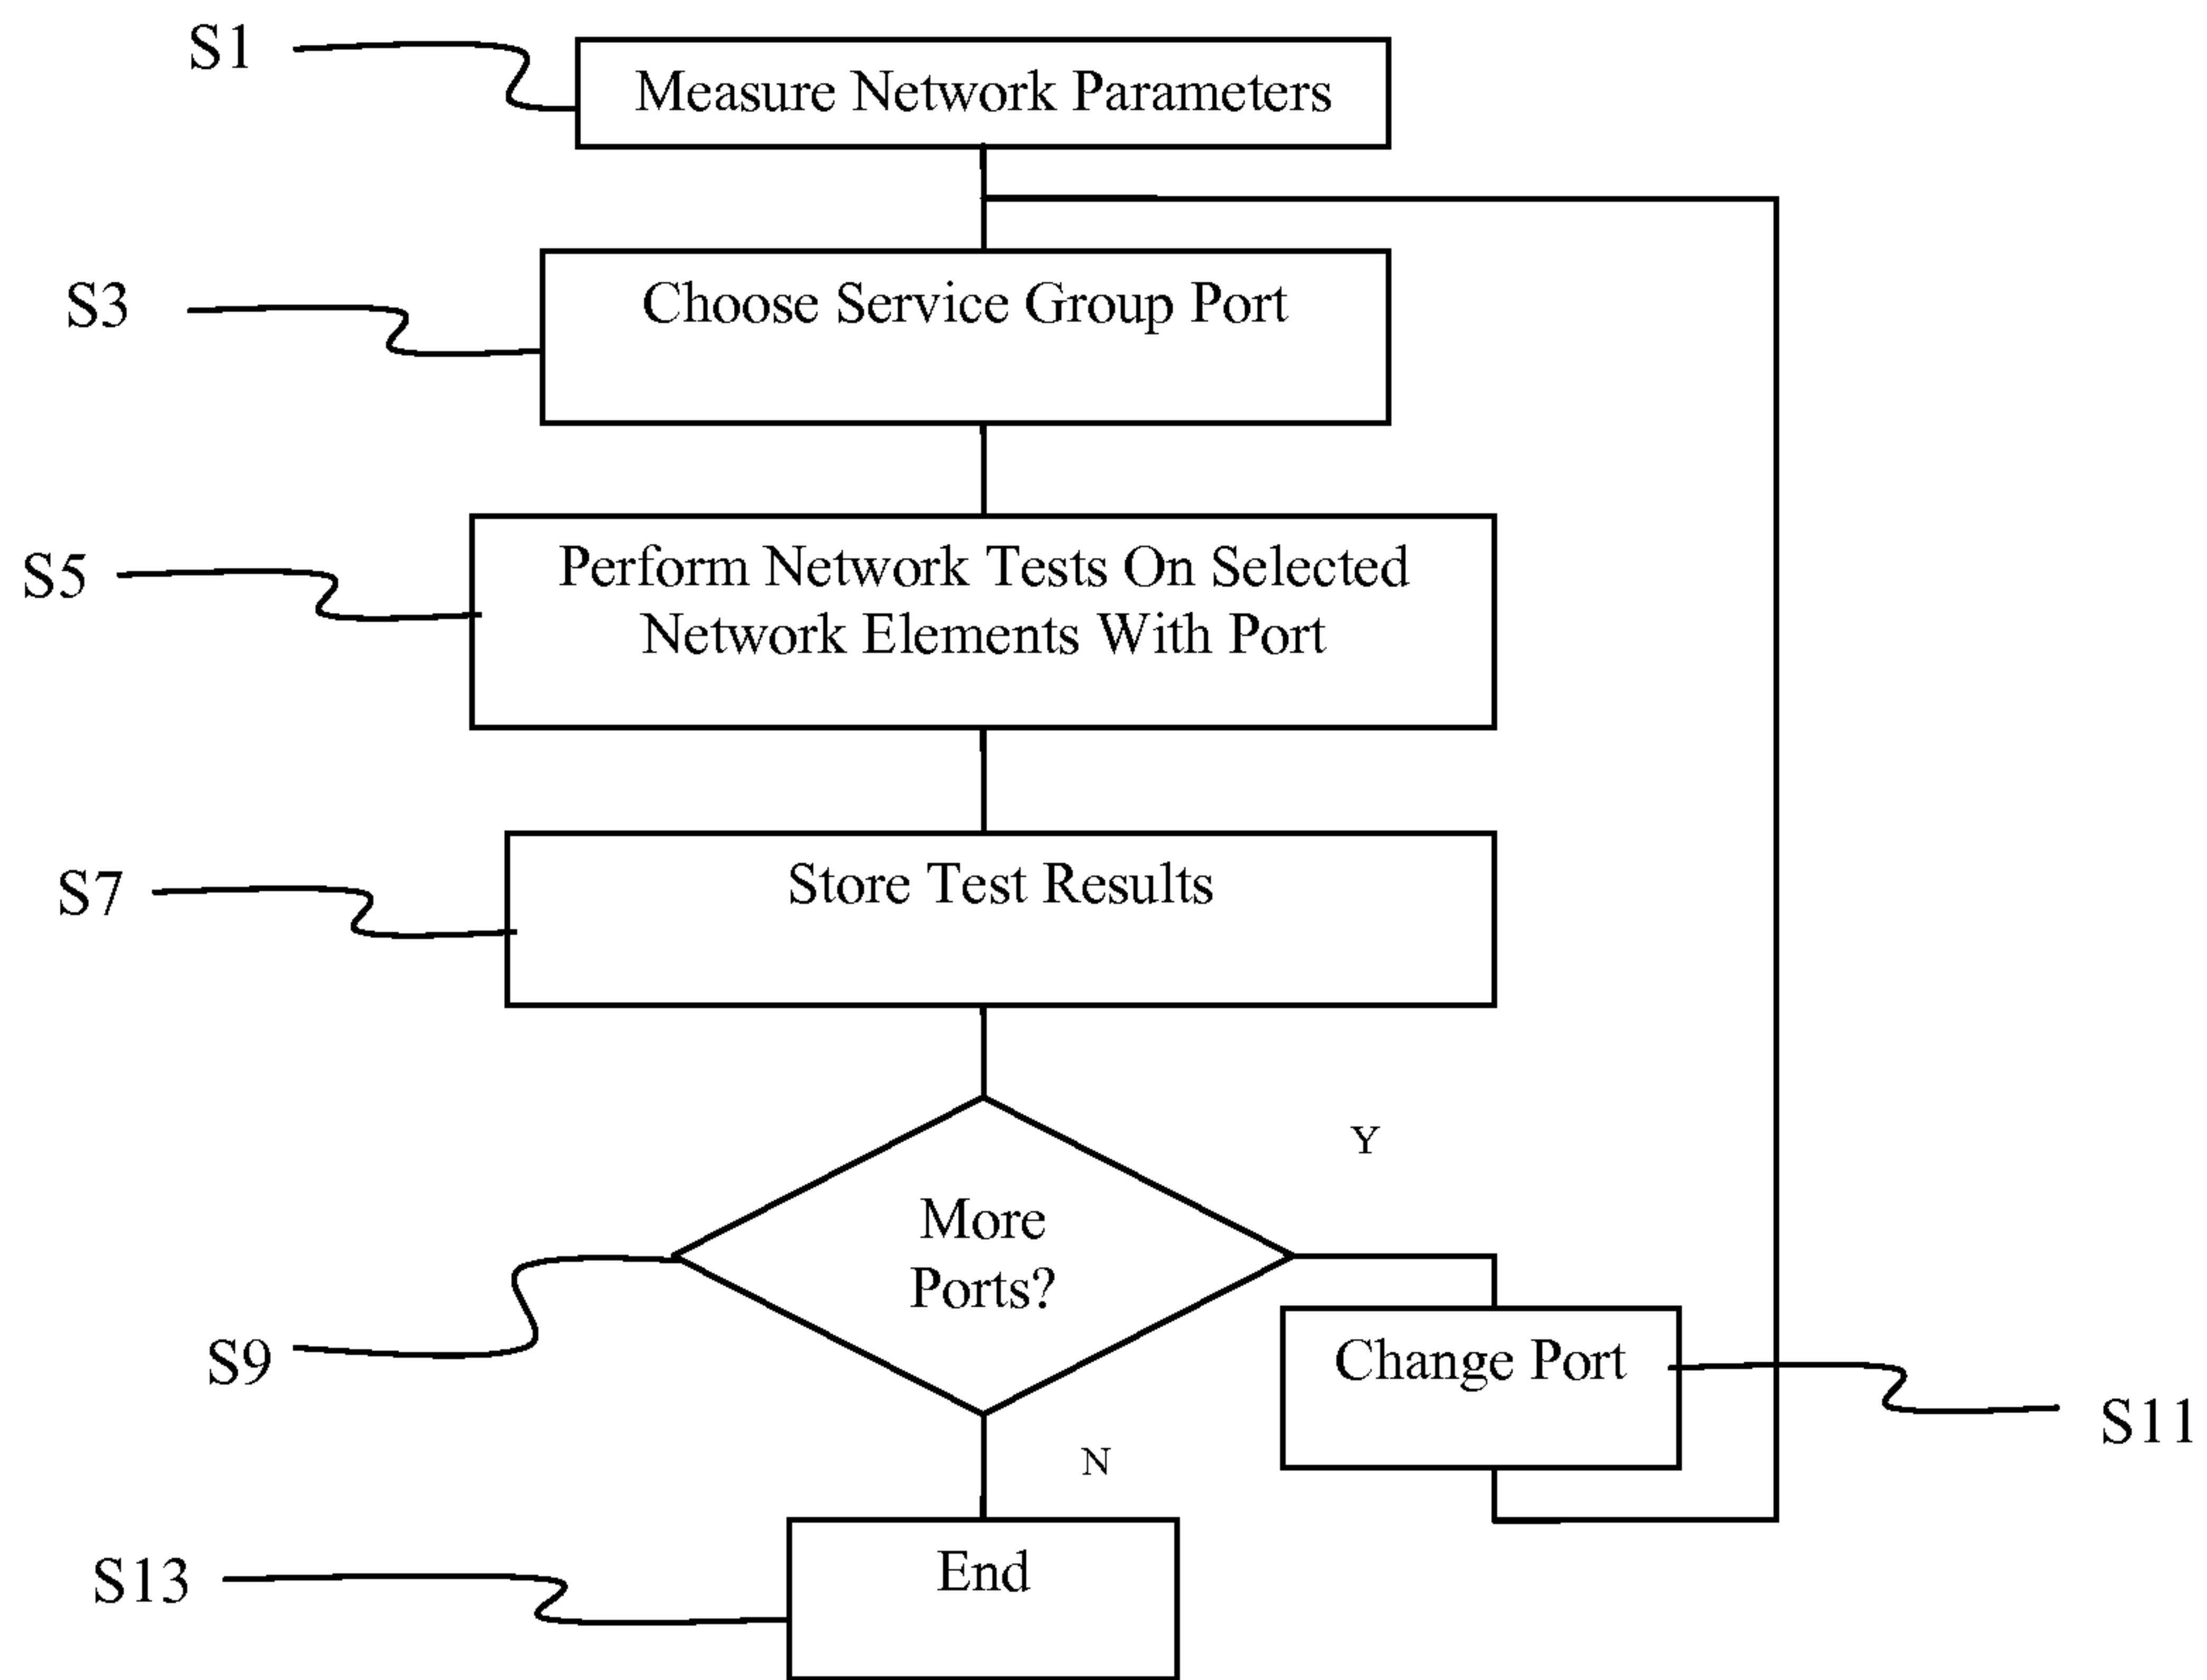 S1
Measure Network Parameters
S3
Choose Service Group Port
S5
Perform Network Tests On Selected
Network Elements With Port
S7
Store Test Results
Y
More
Ports?
S9
Change Port
S11
N
S13
End